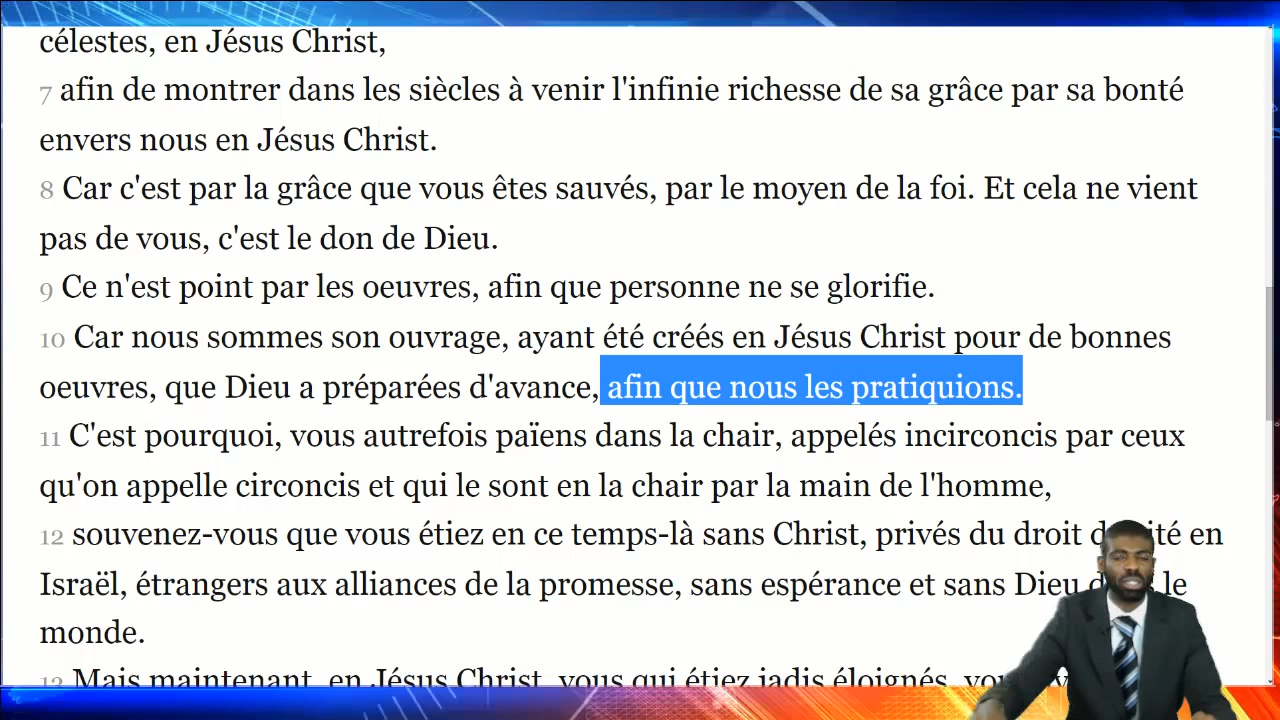 célestes, en Jésus Christ,
7 afin de montrer dans les siècles à venir l'infinie richesse de sa grâce par sa bonté
envers nous en Jésus Christ.
8 Car c'est par la grâce que vous êtes sauvés, par le moyen de la foi. Et cela ne vient
pas de vous, c'est le don de Dieu.
9 Ce n'est point par les oeuvres, afin que personne ne se glorifie.
10 Car nous sommes son ouvrage, ayant été créés en Jésus Christ pour de bonnes
oeuvres, que Dieu a préparées d'avance, afin que nous les pratiquions.
11 C'est pourquoi, vous autrefois païens dans la chair, appelés incirconcis par ceux
qu'on appelle circoncis et qui le sont en la chair par la main de l'homme,
12 souvenez-vous que vous étiez en ce temps-là sans Christ, privés du droit en
Israël, étrangers aux alliances de la promesse, sans espérance et sans Dieu le
monde.
13 Mais maintenant, en Jésus Christ, vous qui étiez jadis éloignés,